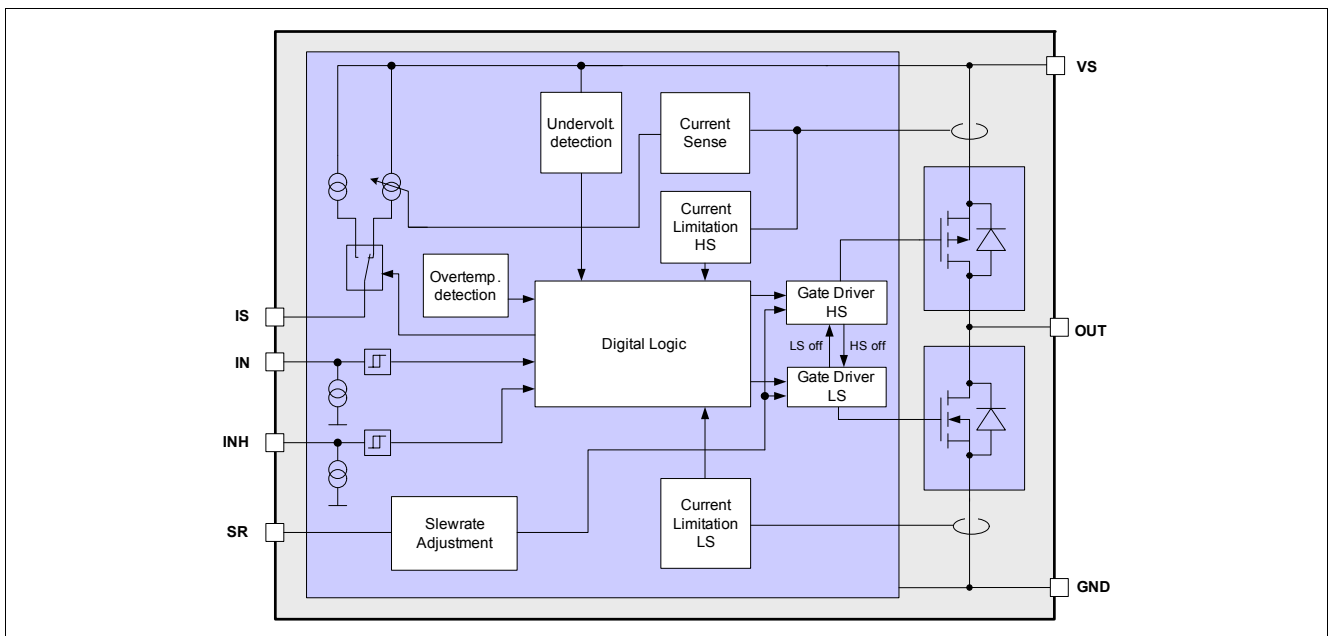 VS
Undervolt.
detection
Current
Sense
Current
Limitation
HS
Overtemp.
detection
Gate Driver
HS
IS
OUT
Digital Logic
LS off
HS off
IN
Gate Driver
LS
INH
Current
Limitation
LS
SR
Slewrate
Adjustment
GND